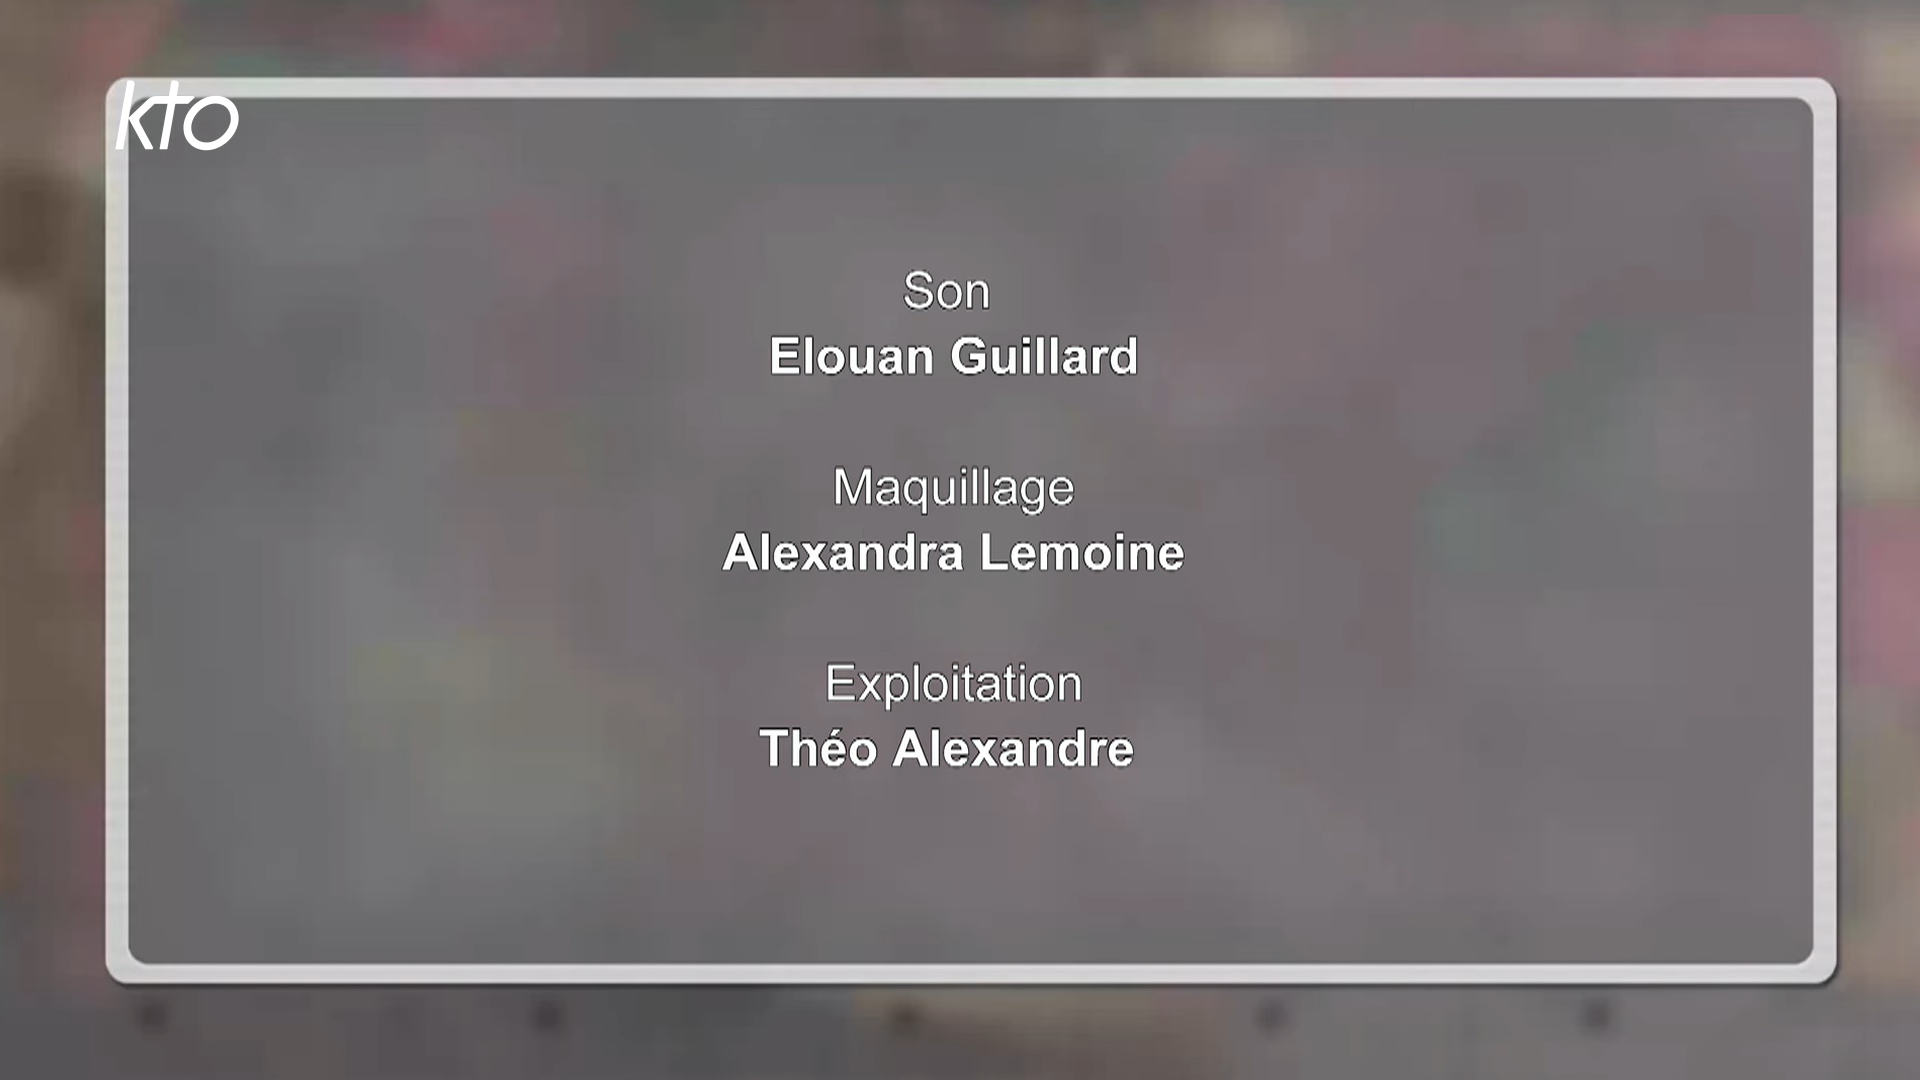 kto
Son
Elouan Guillard
Maquillage
Alexandra Lemoine
Exploitation
Théo Alexandre